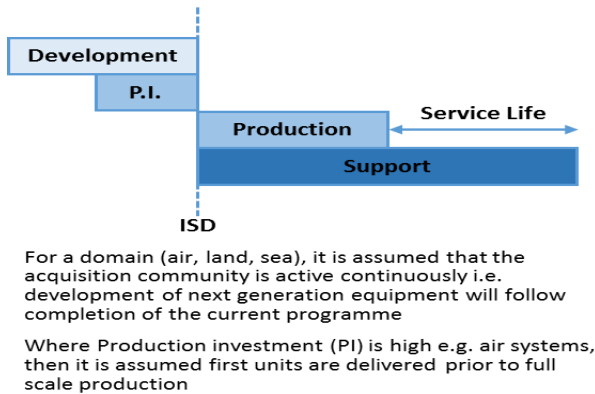 Development
P.I.
Production
Service Life
Support
ISD
For a domain (air, land, sea), it is assumed that the
acquisition community is active continuously i.e.
development of next generation equipment will follow
completion of the current programme
Where Production investment (PI) is high e.g. air systems,
then it is assumed first units are delivered prior to full
scale production